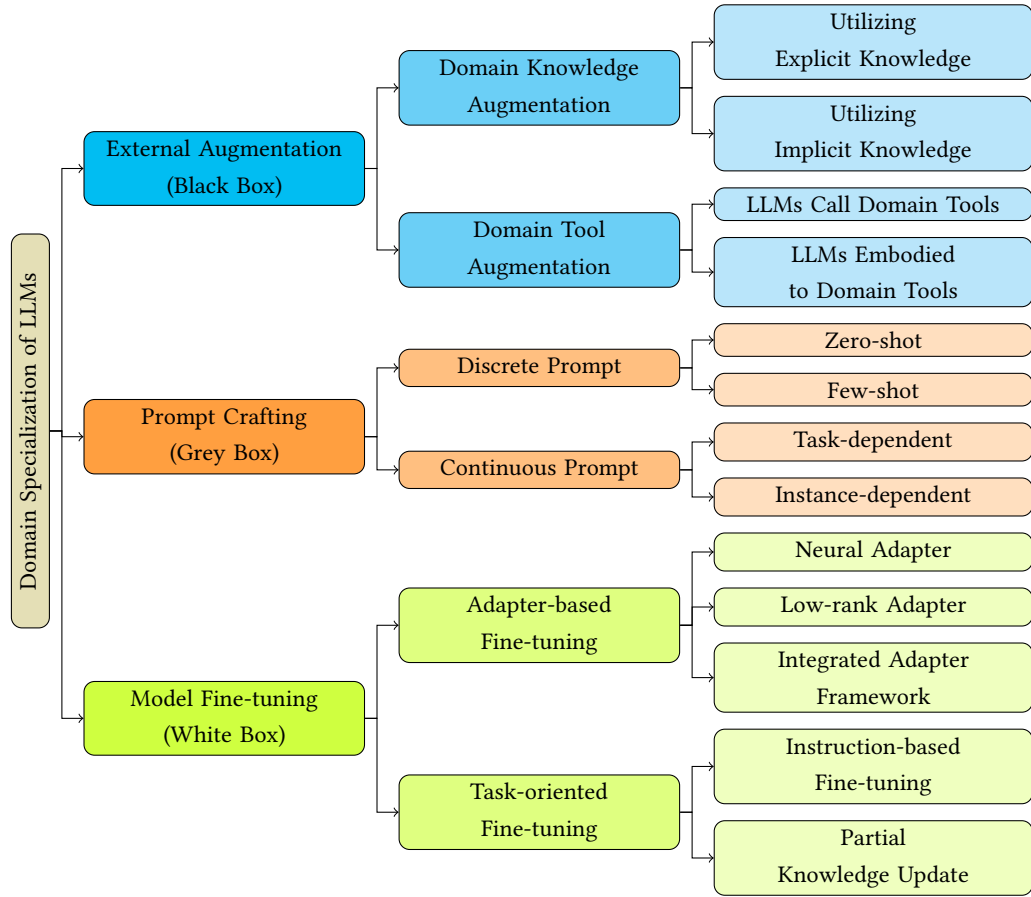 Domain Specialization of LLMs
External Augmentation
(Black Box)
Domain Knowledge
Augmentation
Utilizing
Explicit Knowledge
Utilizing
Implicit Knowledge
Domain Tool
Augmentation
LLMs Call Domain Tools
LLMs Embodied
to Domain Tools
Prompt Crafting
(Grey Box)
Discrete Prompt
Zero-shot
Few-shot
Continuous Prompt
Task-dependent
Instance-dependent
Model Fine-tuning
(White Box)
Adapter-based
Fine-tuning
Neural Adapter
Low-rank Adapter
Integrated Adapter
Framework
Task-oriented
Fine-tuning
Instruction-based
Fine-tuning
Partial
Knowledge Update